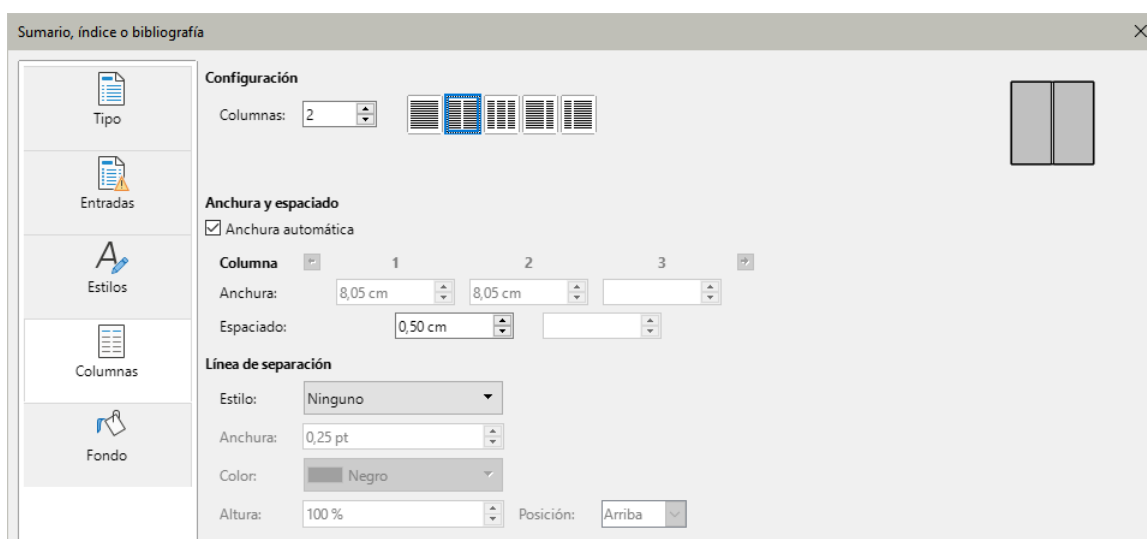 Sumario, índice o bibliografía
Tipo
Entradas
Estilos
Columnas
Fondo
Configuración
Columnas: 2
Anchura y espaciado
Anchura automática
Columna 1 2 3
Anchura: 8,05 cm 8,05 cm
Espaciado: 0,50 cm
Línea de separación
Estilo: Ninguno
Anchura: 0,25 pt
Color: Negro
Altura: 100 % Posición: Arriba